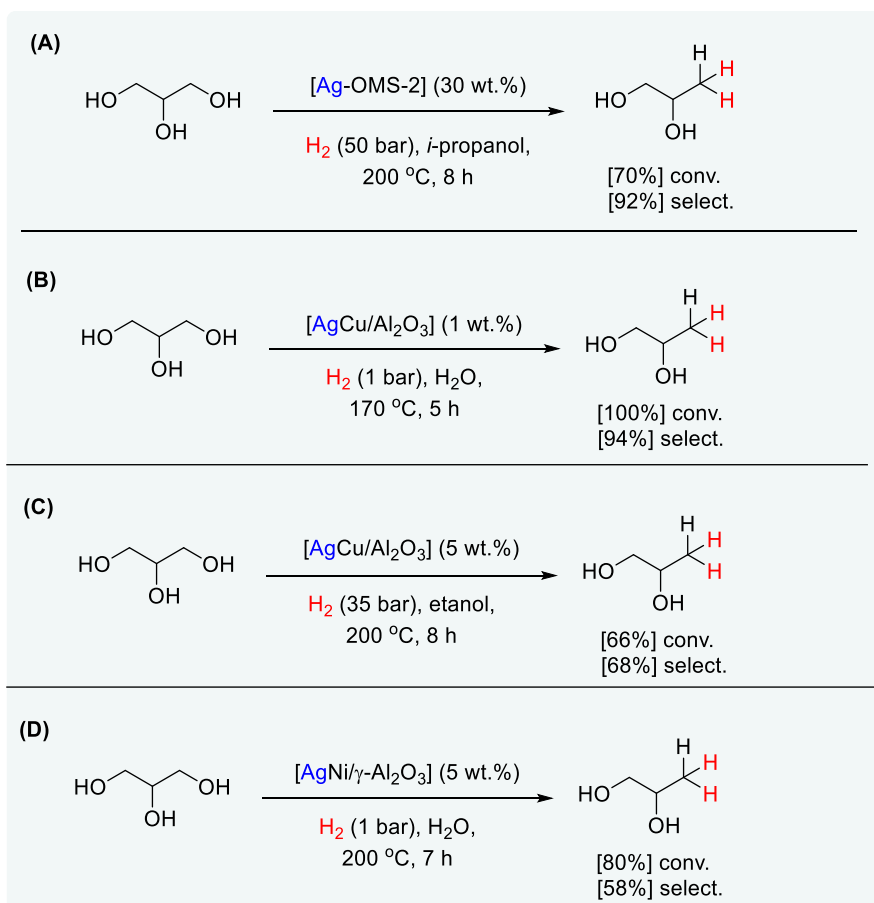 (A)
HO
OH
OH
[Ag-OMS-2] (30 wt.%)
H2 (50 bar), i-propanol,
200 °C, 8 h
HO
OH
H
H
H
[70%] conv.
[92%] select.
(B)
HO
OH
OH
[AgCu/Al2O3] (1 wt.%)
H2 (1 bar), H2O,
170 °C, 5 h
HO
OH
H
H
H
[100%] conv.
[94%] select.
(C)
HO
OH
OH
[AgCu/Al2O3] (5 wt.%)
H2 (35 bar), etanol,
200 °C, 8 h
HO
OH
H
H
H
[66%] conv.
[68%] select.
(D)
HO
OH
OH
[AgNi/γ-Al2O3] (5 wt.%)
H2 (1 bar), H2O,
200 °C, 7 h
HO
OH
H
H
H
[80%] conv.
[58%] select.